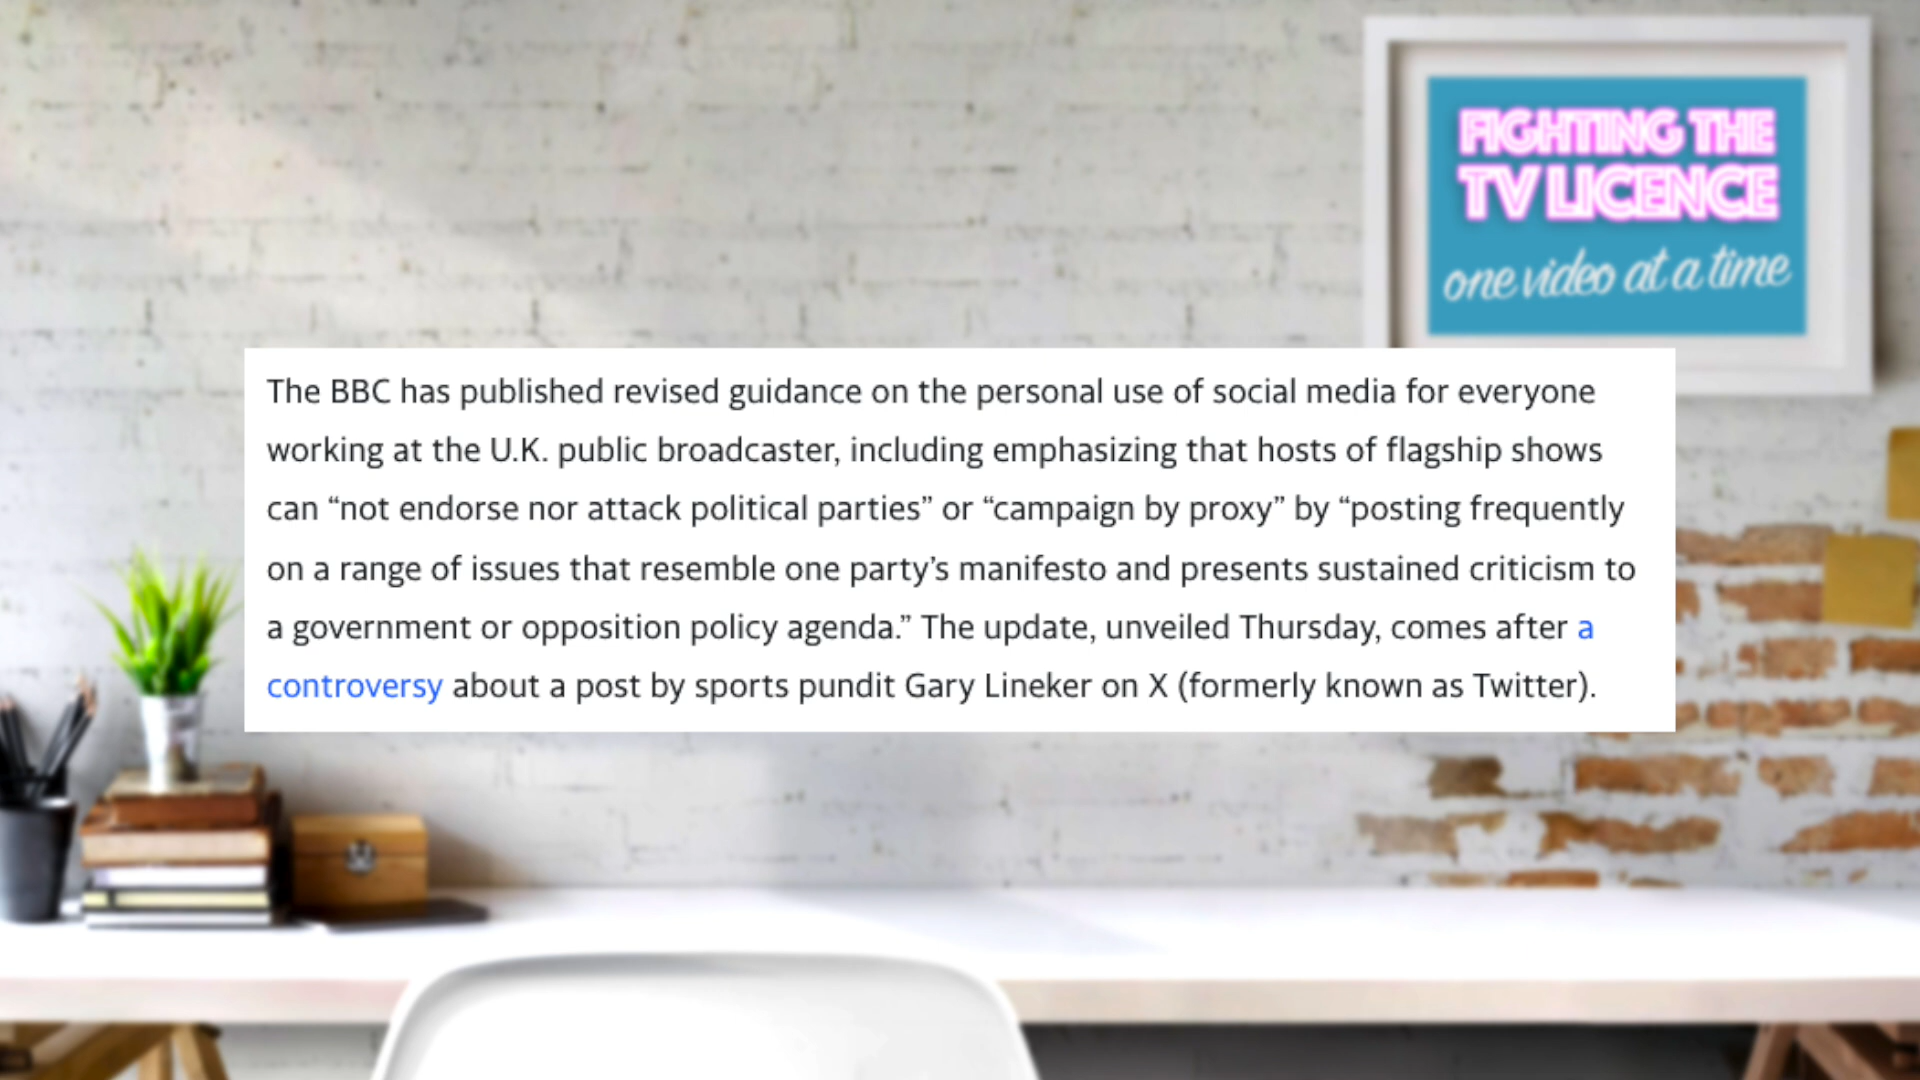 FIGHTING THE
TV LICENCE
one video at a time
The BBC has published revised guidance on the personal use of social media for everyone
working at the U.K. public broadcaster, including emphasizing that hosts of flagship shows
can “not endorse nor attack political parties” or “campaign by proxy” by “posting frequently
on a range of issues that resemble one party’s manifesto and presents sustained criticism to
a government or opposition policy agenda.” The update, unveiled Thursday, comes after a
controversy about a post by sports pundit Gary Lineker on X (formerly known as Twitter).